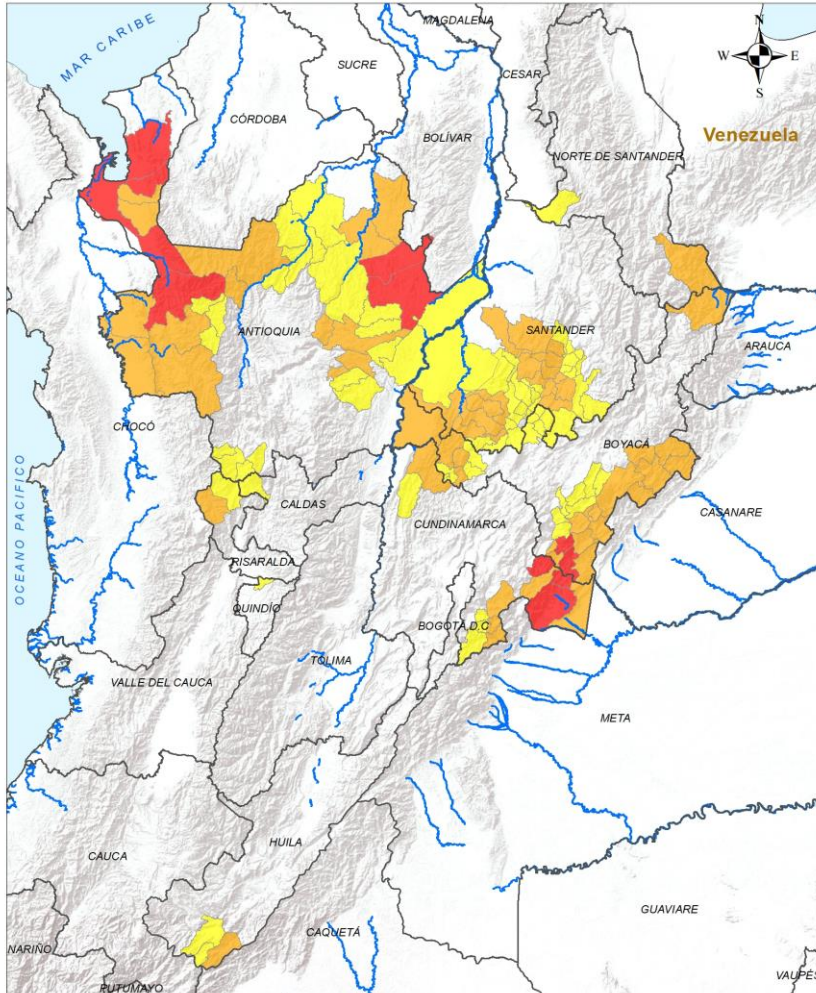 MAGDALENA
N
W E
S
MAR CARIBE
SUCRE
CESAR
CÓRDOBA
BOLÍVAR
Venezuela
NORTE DE SANTANDER
ANTIOQUIA
SANTANDER
ARAUCA
CHOCÓ
BOYACÁ
OCEANO PACIFICO
CALDAS
CUNDINAMARCA
CASANARE
RISARALDA
QUINDÍO
BOGOTÁ,D.C
TOLIMA
VALLE DEL CAUCA
META
HUILA
CAUCA
GUAVIARE
CAQUETÁ
NARIÑO
PUTUMAYO
VAUPÉS